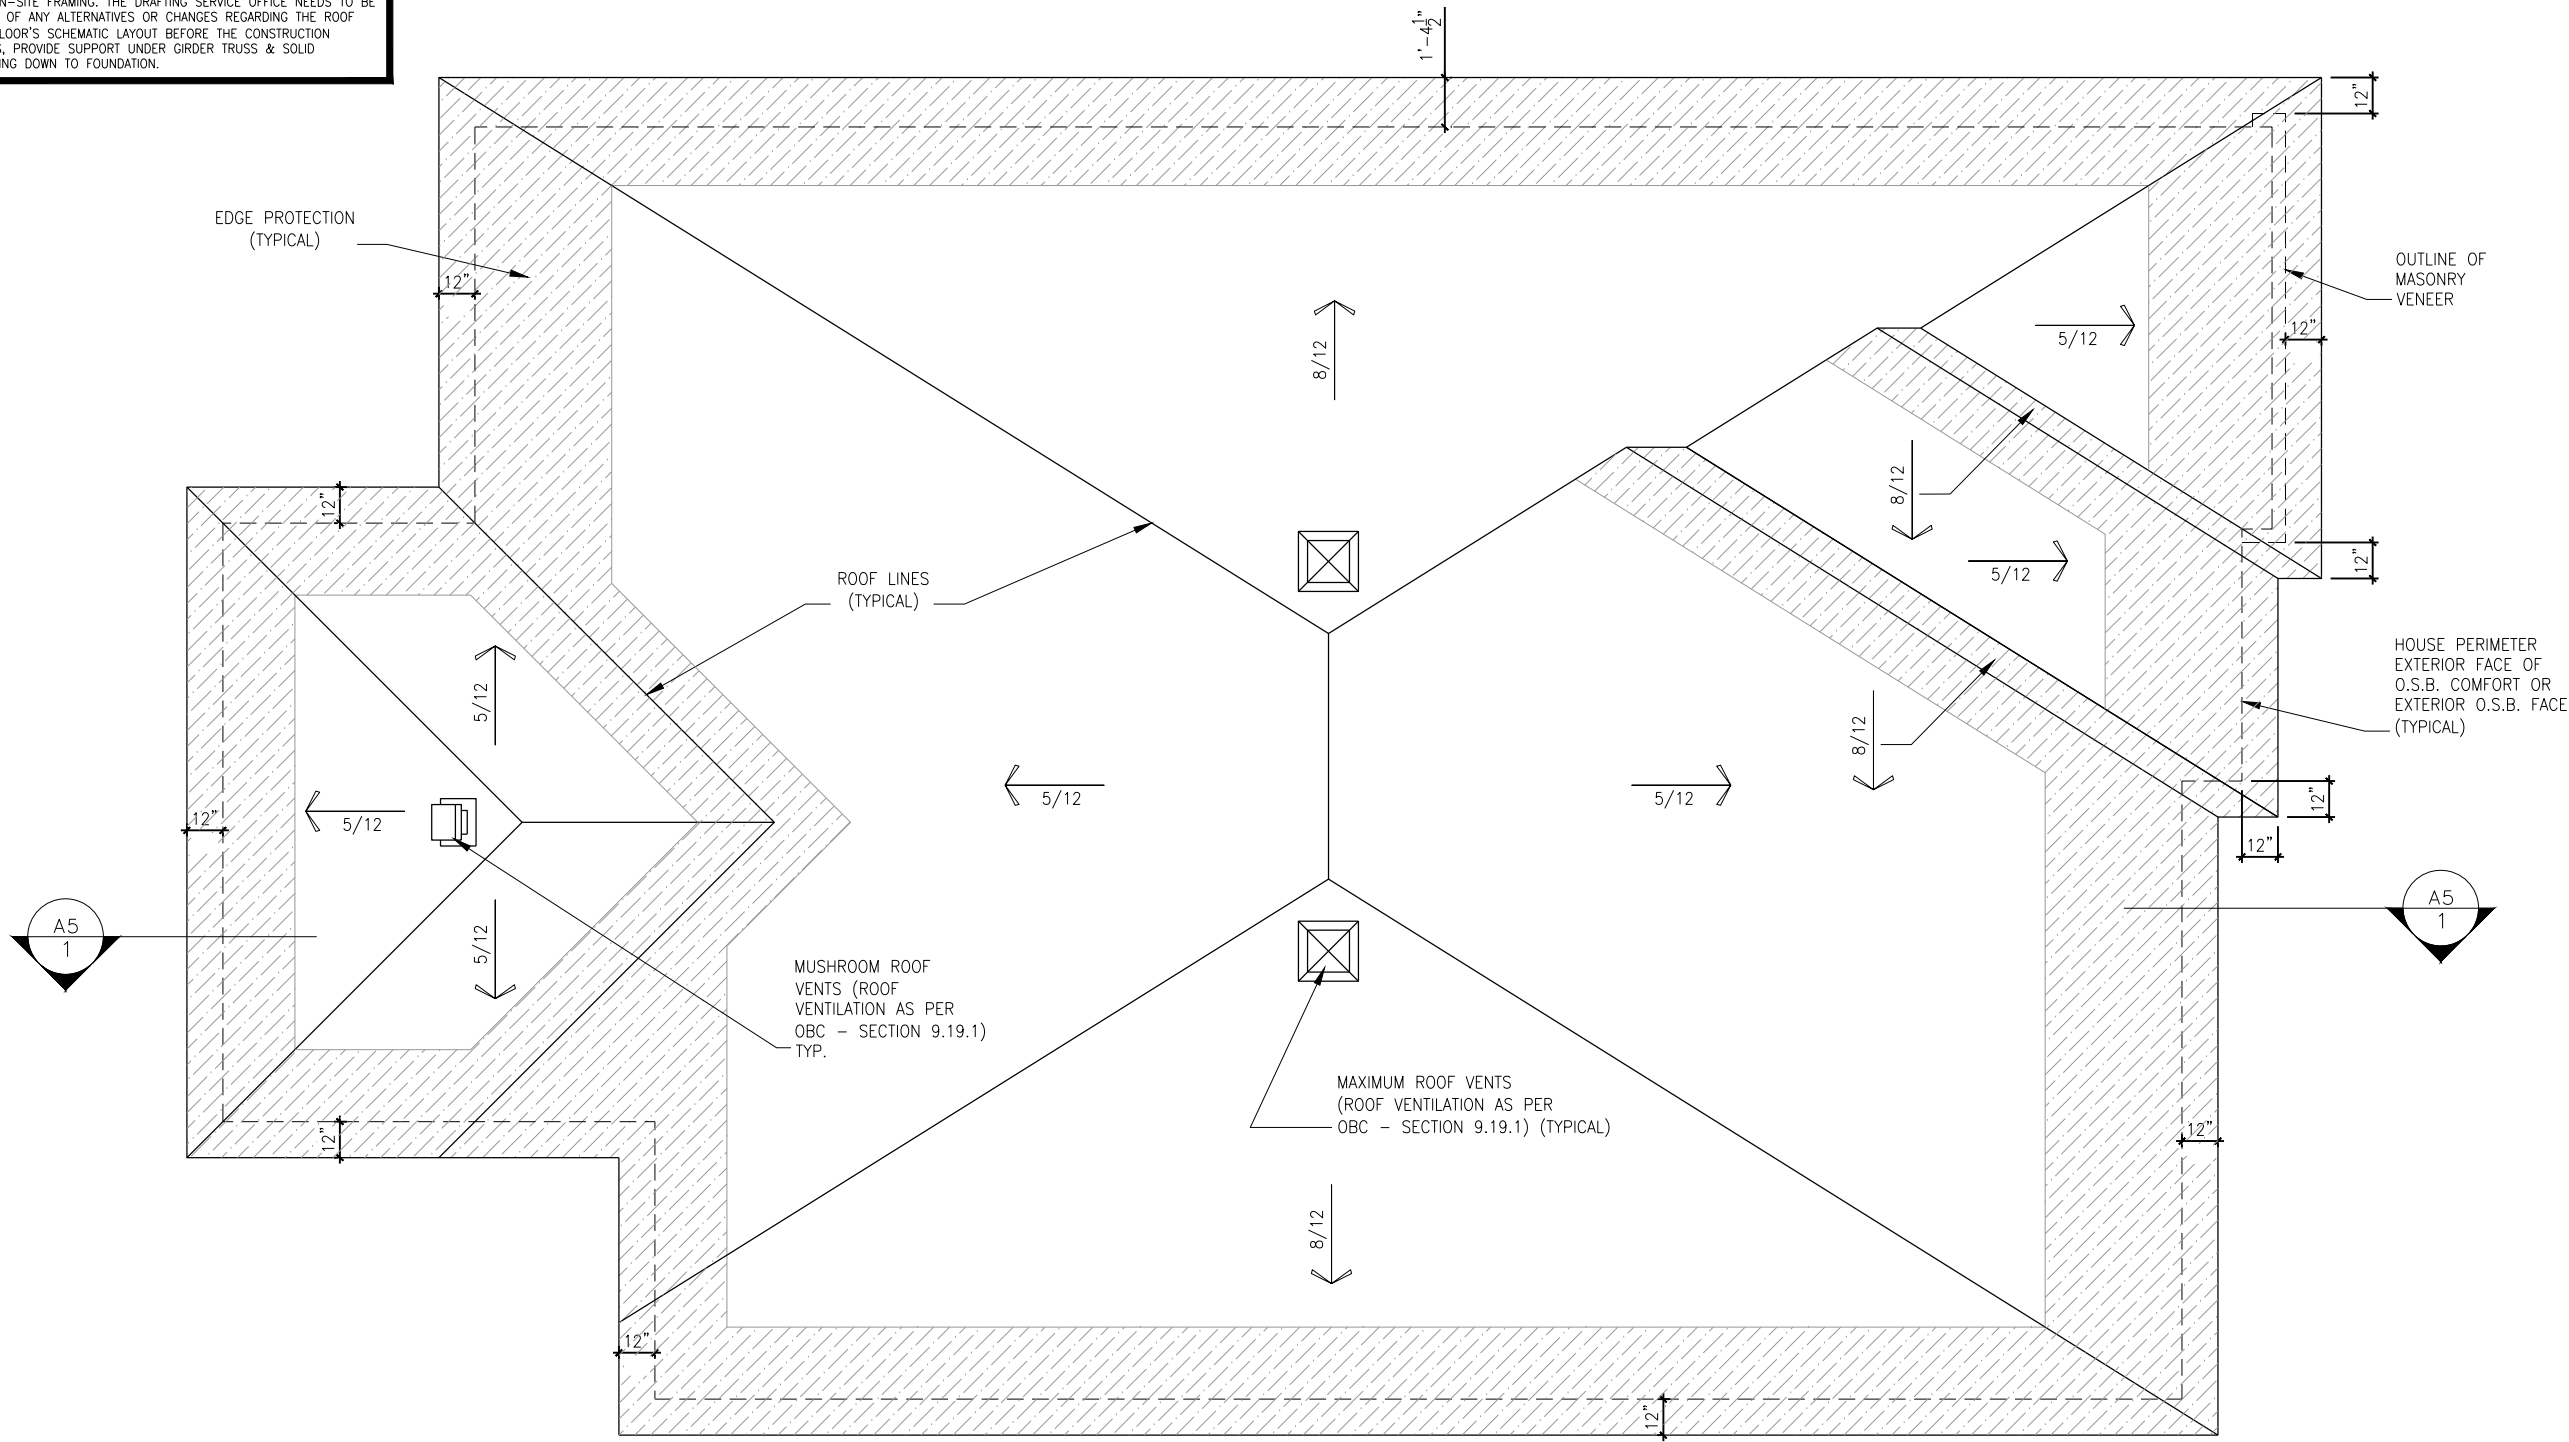 N-SITE FRAMING. THE DRAFTING SERVICE OFFICE NEEDS TO BE
OF ANY ALTERNATIVES OR CHANGES REGARDING THE ROOF
LOOR'S SCHEMATIC LAYOUT BEFORE THE CONSTRUCTION
S, PROVIDE SUPPORT UNDER GIRDER TRUSS & SOLID
NG DOWN TO FOUNDATION.
1'-4 1/2"
12"
EDGE PROTECTION
(TYPICAL)
12"
OUTLINE OF
MASONRY
VENEER
12"
5/12
8/12
12"
8/12
5/12
12"
ROOF LINES
(TYPICAL)
HOUSE PERIMETER
EXTERIOR FACE OF
O.S.B. COMFORT OR
EXTERIOR O.S.B. FACE
(TYPICAL)
5/12
8/12
5/12
5/12
12"
12"
5/12
12"
12"
A5
1
5/12
A5
1
MUSHROOM ROOF
VENTS (ROOF
VENTILATION AS PER
OBC - SECTION 9.19.1)
TYP.
MAXIMUM ROOF VENTS
(ROOF VENTILATION AS PER
OBC - SECTION 9.19.1) (TYPICAL)
12"
12"
8/12
12"
12"